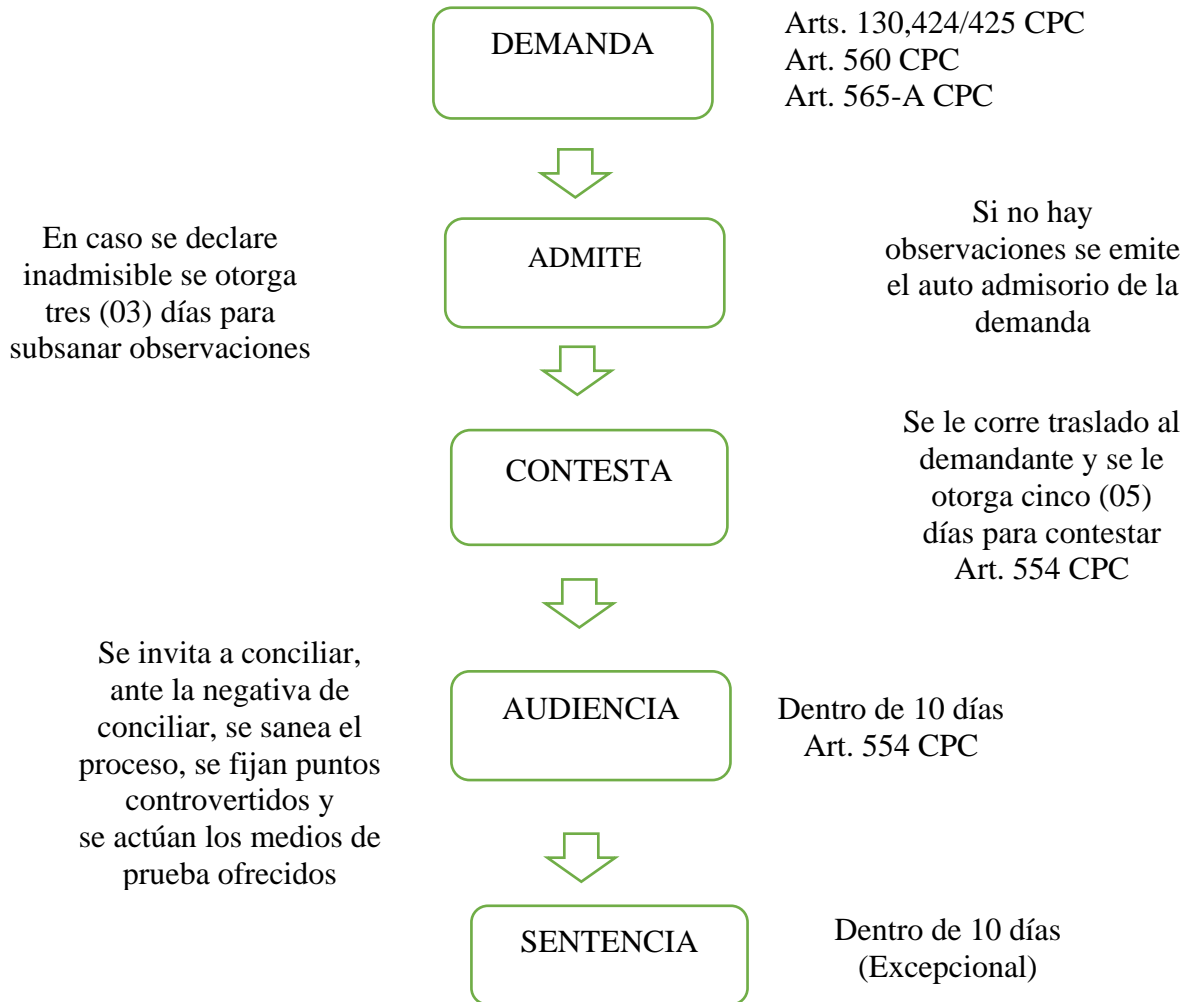 DEMANDA
Arts. 130,424/425 CPC
Art. 560 CPC
Art. 565-A CPC
En caso se declare
inadmisible se otorga
tres (03) días para
subsanar observaciones
ADMITE
Si no hay
observaciones se emite
el auto admisorio de la
demanda
CONTESTA
Se le corre traslado al
demandante y se le
otorga cinco (05)
días para contestar
Art. 554 CPC
Se invita a conciliar,
ante la negativa de
conciliar, se sanea el
proceso, se fijan puntos
controvertidos y
se actúan los medios de
prueba ofrecidos
AUDIENCIA
Dentro de 10 días
Art. 554 CPC
SENTENCIA
Dentro de 10 días
(Excepcional)